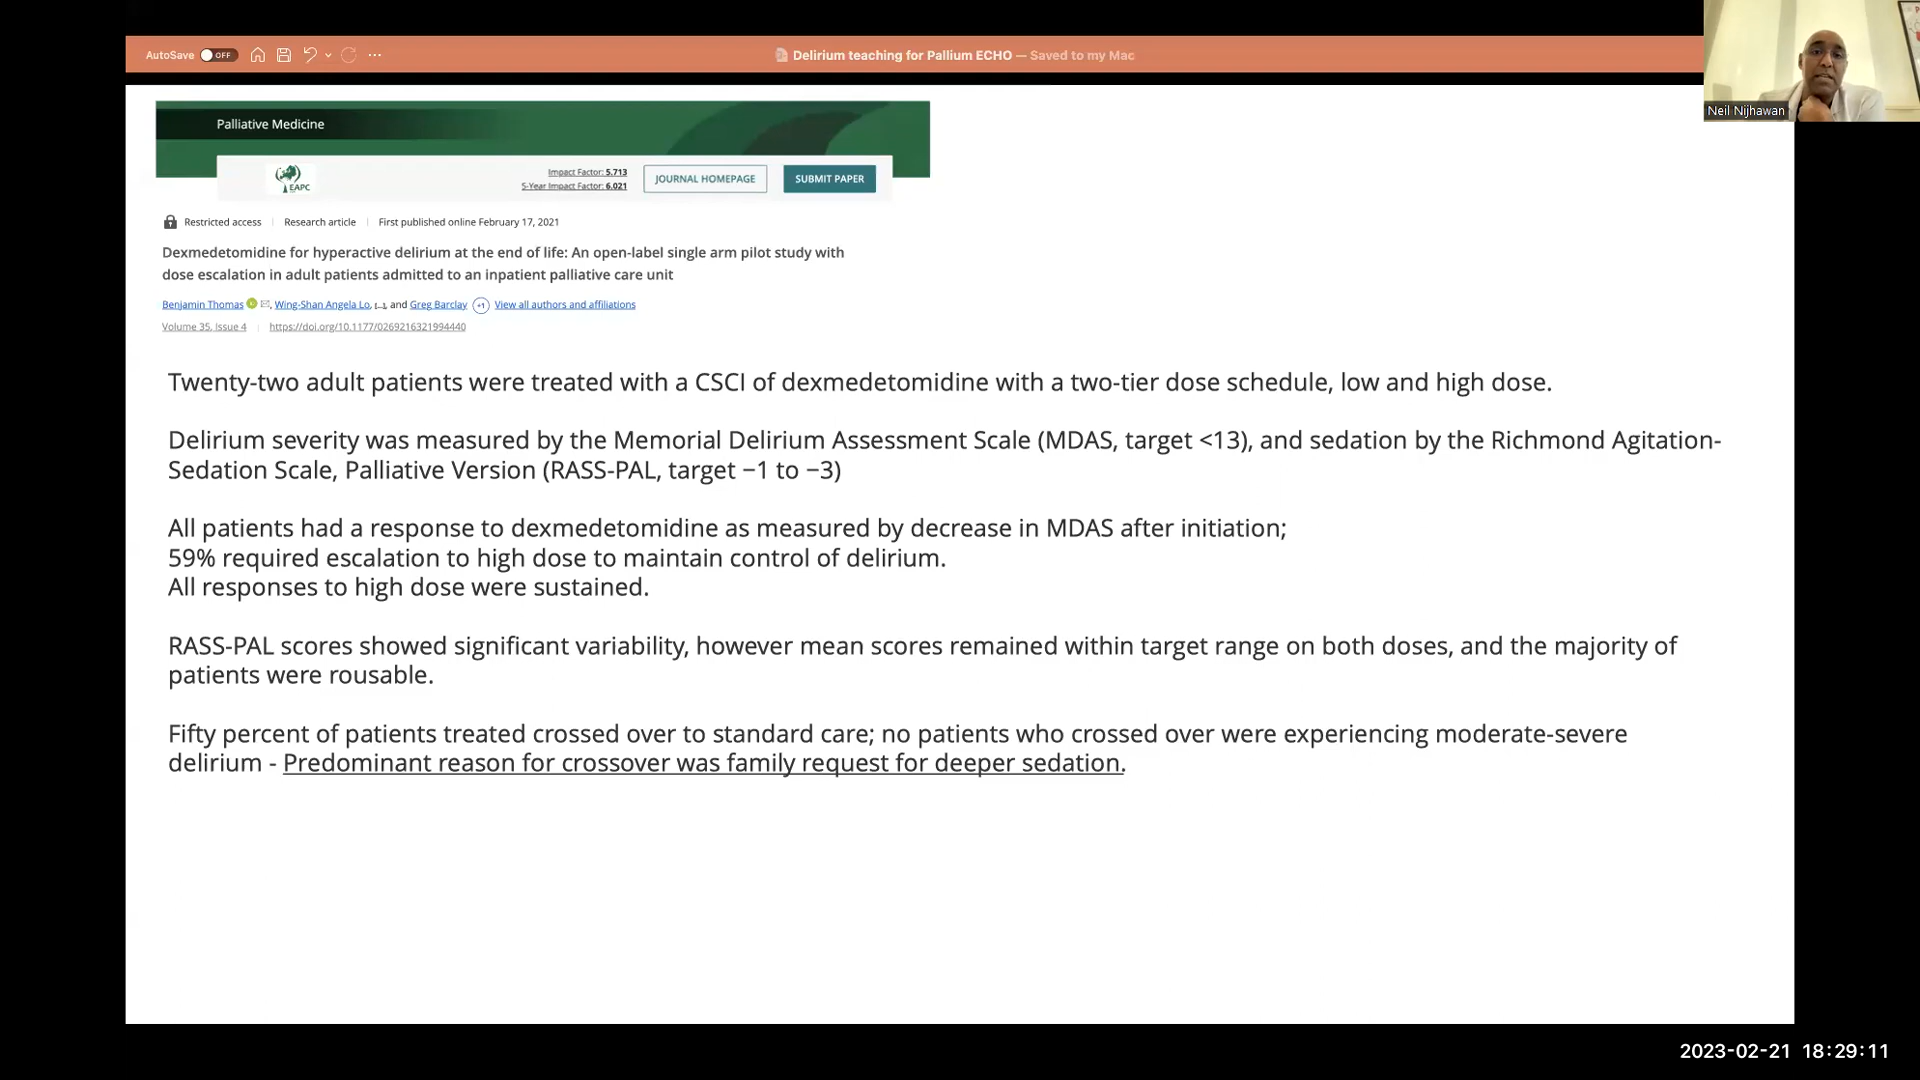 AutoSave OFF
Delirium teaching for Pallium ECHO — Saved to my Mac
Neil Nijhawan
Palliative Medicine
EAPC
Impact Factor: 5.713
5-Year Impact Factor: 6.021
JOURNAL HOMEPAGE
SUBMIT PAPER
Restricted access | Research article | First published online February 17, 2021
Dexmedetomidine for hyperactive delirium at the end of life: An open-label single arm pilot study with
dose escalation in adult patients admitted to an inpatient palliative care unit
Benjamin Thomas, Wing-Shan Angela Lo, [...], and Greg Barclay +1 View all authors and affiliations
Volume 35, Issue 4 | https://doi.org/10.1177/0269216321994440
Twenty-two adult patients were treated with a CSCI of dexmedetomidine with a two-tier dose schedule, low and high dose.
Delirium severity was measured by the Memorial Delirium Assessment Scale (MDAS, target <13), and sedation by the Richmond Agitation-
Sedation Scale, Palliative Version (RASS-PAL, target −1 to −3)
All patients had a response to dexmedetomidine as measured by decrease in MDAS after initiation;
59% required escalation to high dose to maintain control of delirium.
All responses to high dose were sustained.
RASS-PAL scores showed significant variability, however mean scores remained within target range on both doses, and the majority of
patients were rousable.
Fifty percent of patients treated crossed over to standard care; no patients who crossed over were experiencing moderate-severe
delirium - Predominant reason for crossover was family request for deeper sedation.
2023-02-21 18:29:11